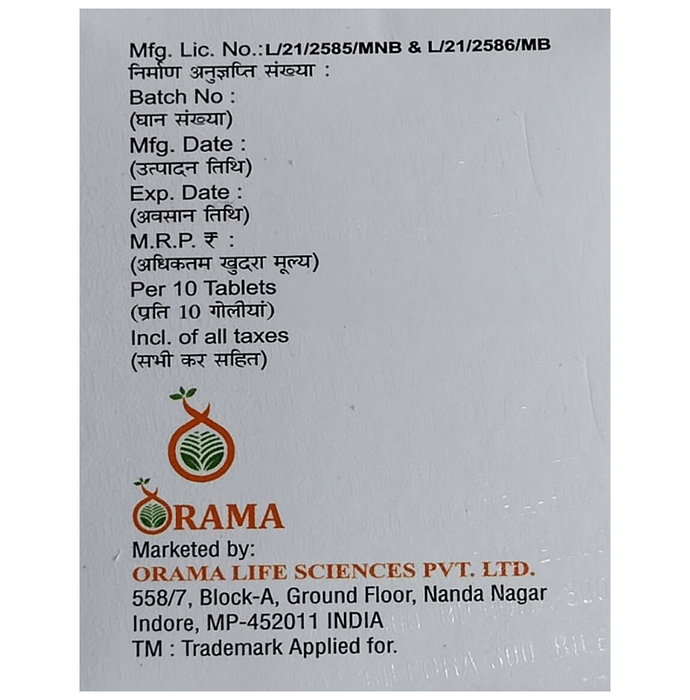 Mfg. Lic. No.:L/21/2585/MNB & L/21/2586/MB
निर्माण अनुज्ञप्ति संख्या :
Batch No :
(घान संख्या)
Mfg. Date :
(उत्पादन तिथि)
Exp. Date :
(अवसान तिथि)
M.R.P. ₹ :
(अधिकतम खुदरा मूल्य)
Per 10 Tablets
(प्रति 10 गोलीयां)
Incl. of all taxes
(सभी कर सहित)
ORAMA
Marketed by:
ORAMA LIFE SCIENCES PVT. LTD.
558/7, Block-A, Ground Floor, Nanda Nagar
Indore, MP-452011 INDIA
TM : Trademark Applied for.